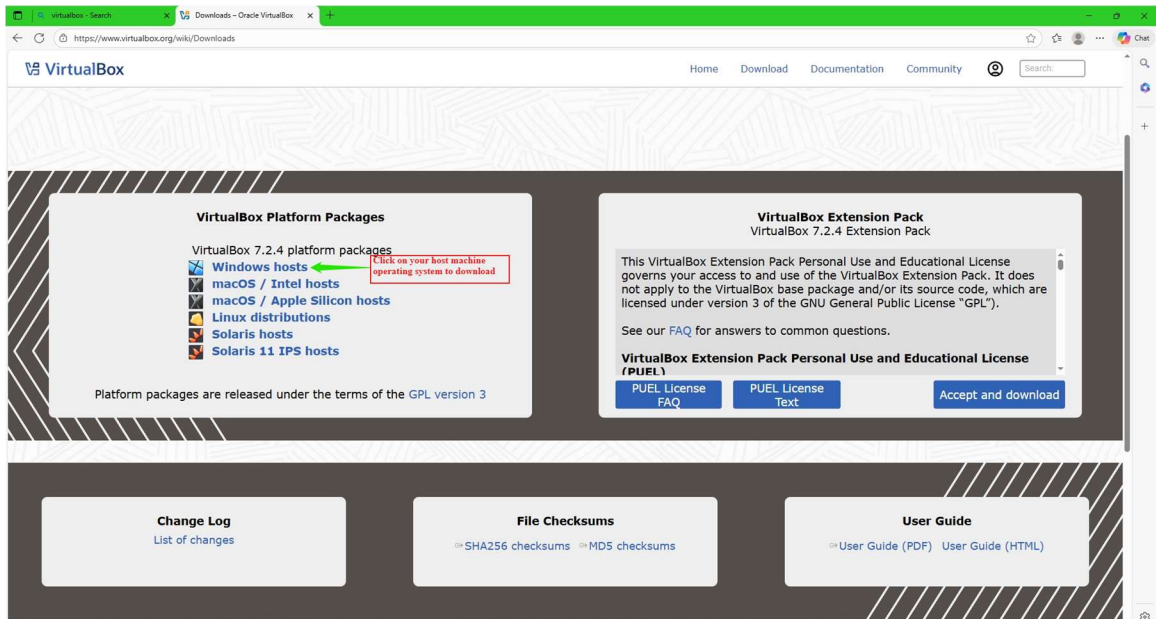 virtualbox - Search
Downloads – Oracle VirtualBox
https://www.virtualbox.org/wiki/Downloads
Chat
VirtualBox
Home Download Documentation Community Search:
VirtualBox Platform Packages
VirtualBox 7.2.4 platform packages
Windows hosts
Click on your host machine
operating system to download
macOS / Intel hosts
macOS / Apple Silicon hosts
Linux distributions
Solaris hosts
Solaris 11 IPS hosts
Platform packages are released under the terms of the GPL version 3
VirtualBox Extension Pack
VirtualBox 7.2.4 Extension Pack
This VirtualBox Extension Pack Personal Use and Educational License
governs your access to and use of the VirtualBox Extension Pack. It does
not apply to the VirtualBox base package and/or its source code, which are
licensed under version 3 of the GNU General Public License “GPL”).
See our FAQ for answers to common questions.
VirtualBox Extension Pack Personal Use and Educational License
(PUEL)
PUEL License
FAQ
PUEL License
Text
Accept and download
Change Log
List of changes
File Checksums
SHA256 checksums MD5 checksums
User Guide
User Guide (PDF) User Guide (HTML)